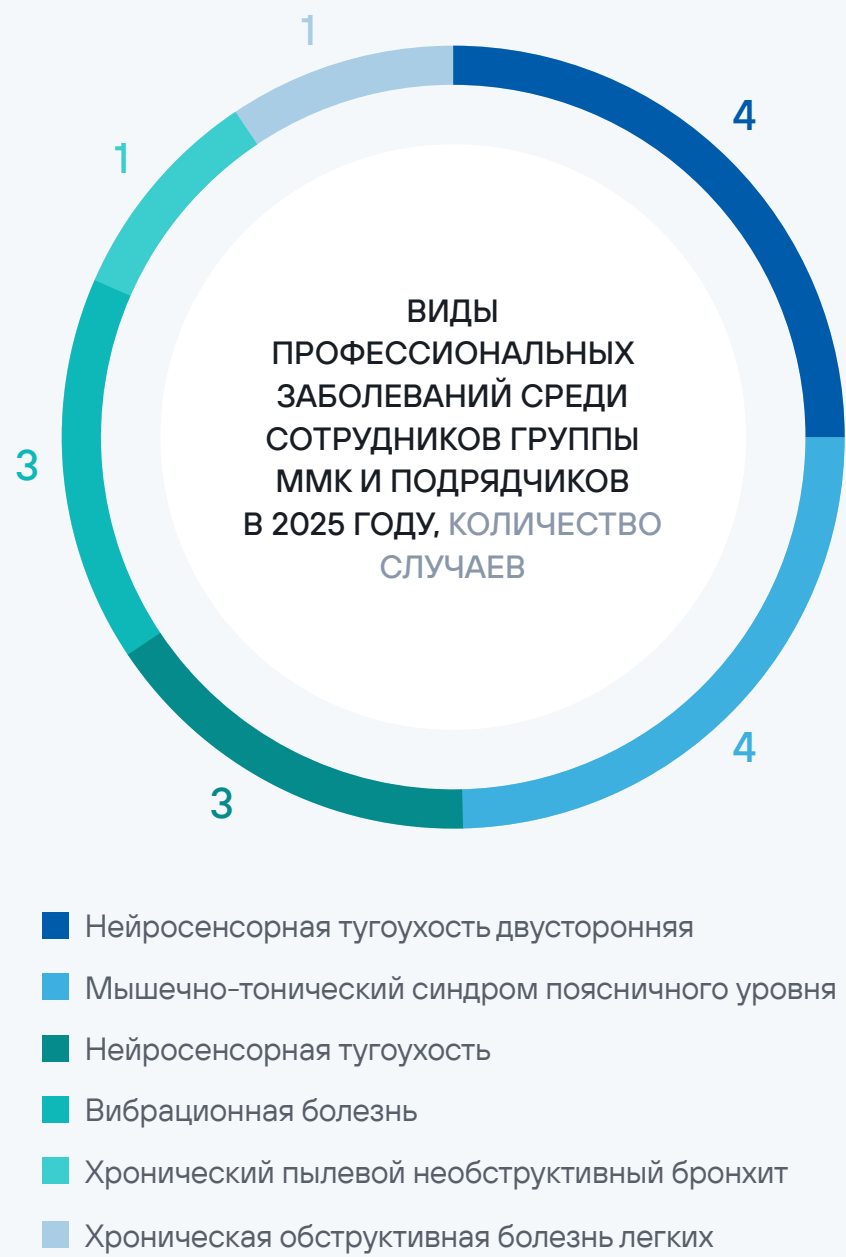 1
4
1
3
3
4
ВИДЫ
ПРОФЕССИОНАЛЬНЫХ
ЗАБОЛЕВАНИЙ СРЕДИ
СОТРУДНИКОВ ГРУППЫ
ММК И ПОДРЯДЧИКОВ
В 2025 ГОДУ, КОЛИЧЕСТВО
СЛУЧАЕВ
Нейросенсорная тугоухость двусторонняя
Мышечно-тонический синдром поясничного уровня
Нейросенсорная тугоухость
Вибрационная болезнь
Хронический пылевой необструктивный бронхит
Хроническая обструктивная болезнь легких